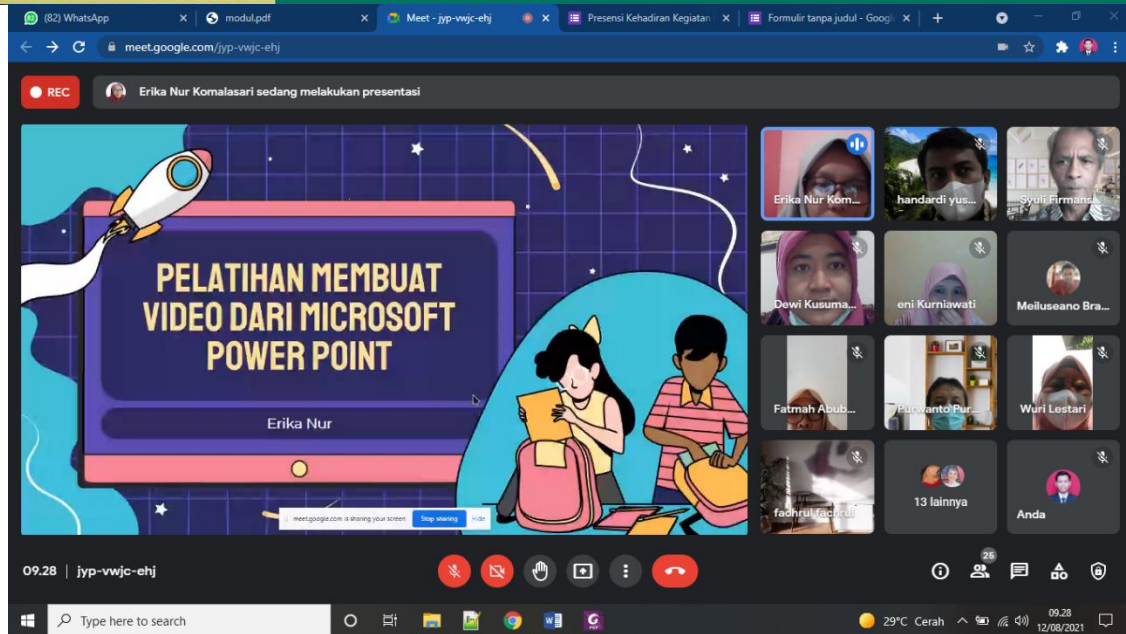 (82) WhatsApp
modul.pdf
Meet - jyp-vwjc-ehj
Presensi Kehadiran Kegiatan
Formulir tanpa judul - Goog
meet.google.com/jyp-vwjc-ehj
REC
Erika Nur Komalasari sedang melakukan presentasi
PELATIHAN MEMBUAT
VIDEO DARI MICROSOFT
POWER POINT
Erika Nur
meet.google.com is sharing your screen
Stop sharing
Hide
Erika Nur Kom...
handardi yus...
Syuli Firmans...
Dewi Kusuma...
eni Kurniawati
Meiluseano Bra...
Fatmah Abub...
Purwanto Pur...
Wuri Lestari
fachrul fachrul
13 lainnya
Anda
09.28 | jyp-vwjc-ehj
25
Type here to search
29°C Cerah
09.28
12/08/2021